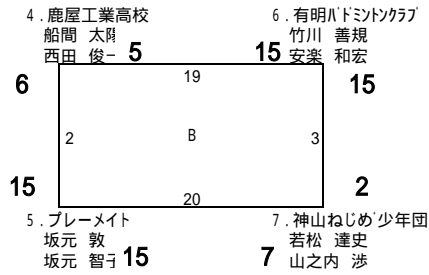 4.鹿屋工業高校
船間 太陽
西田 俊一
6.有明バドミントンクラブ
竹川 善規
安楽 和宏
5
15
19
6
15
2
B
3
15
2
20
5.プレーメイト
坂元 敦
坂元 智子
15
7
7.神山ねじめ少年団
若松 達史
山之内 渉